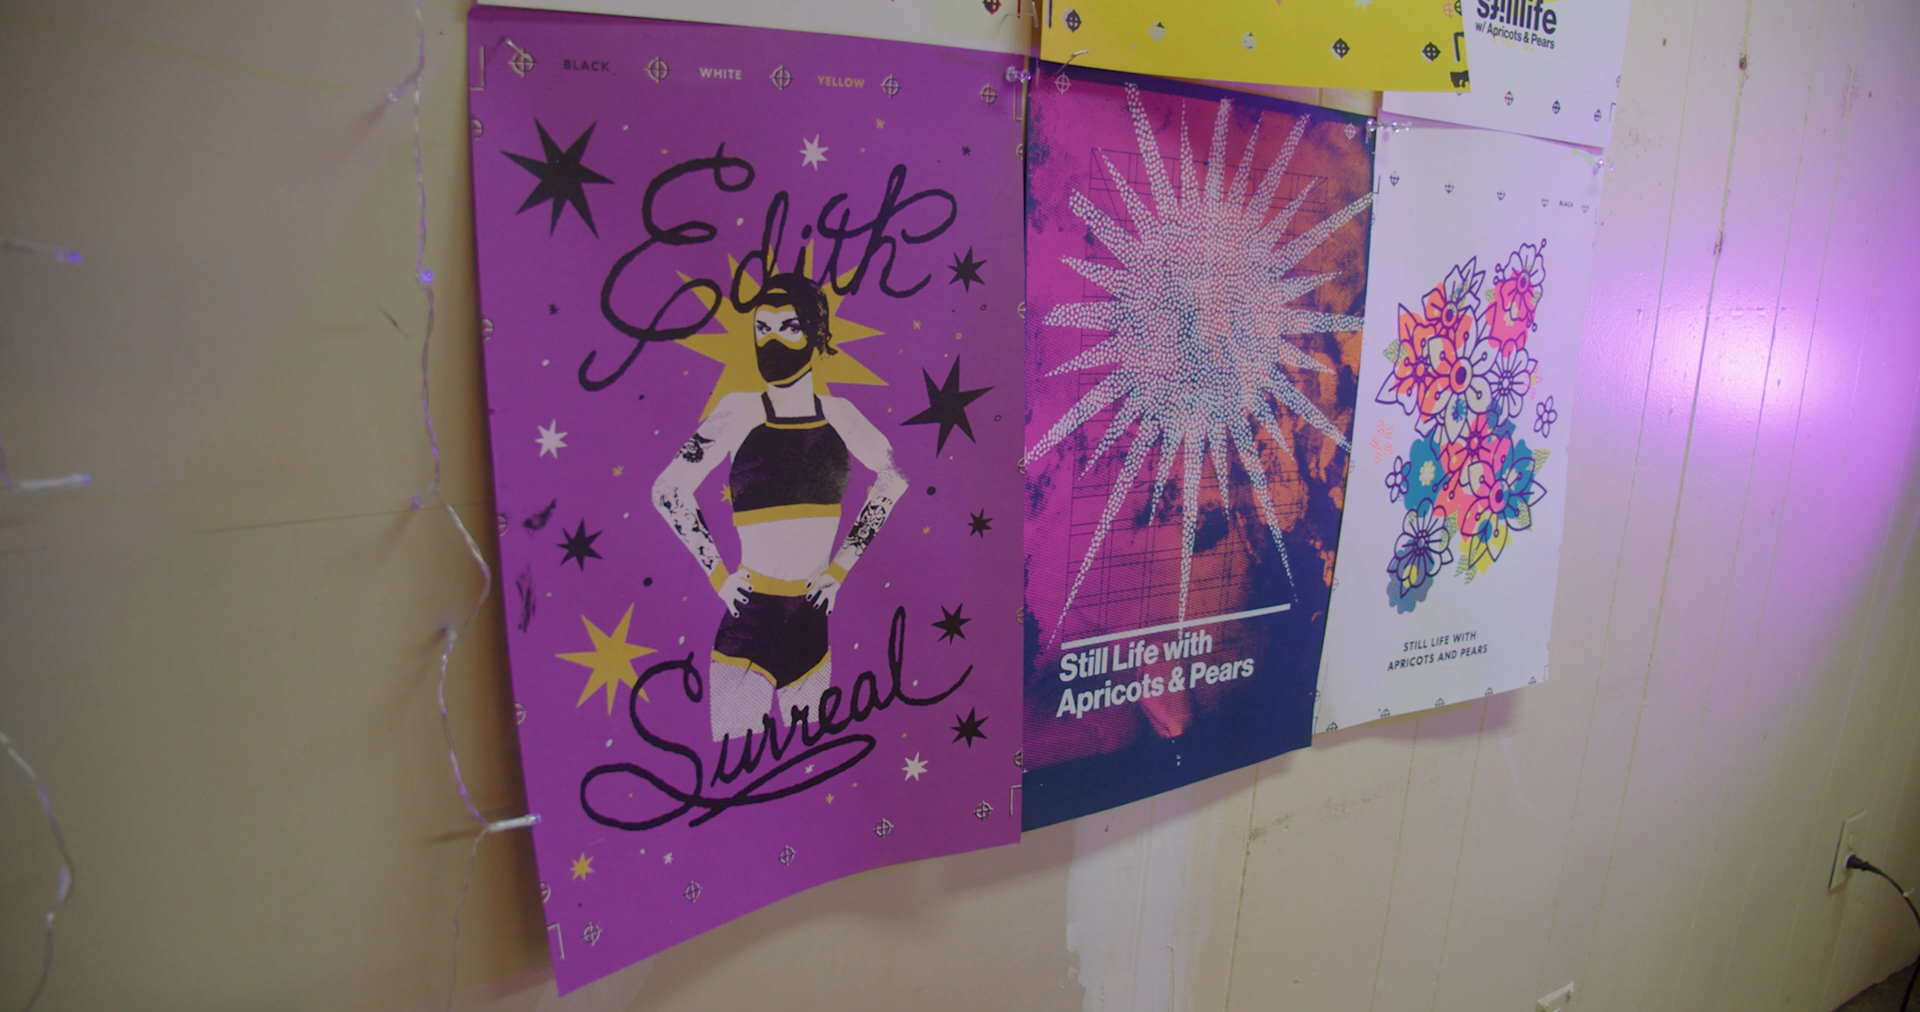 BLACK WHITE YELLOW
Edith
Surreal
Still Life with
Apricots & Pears
still life
w/ Apricots & Pears
BLACK
STILL LIFE WITH
APRICOTS AND PEARS